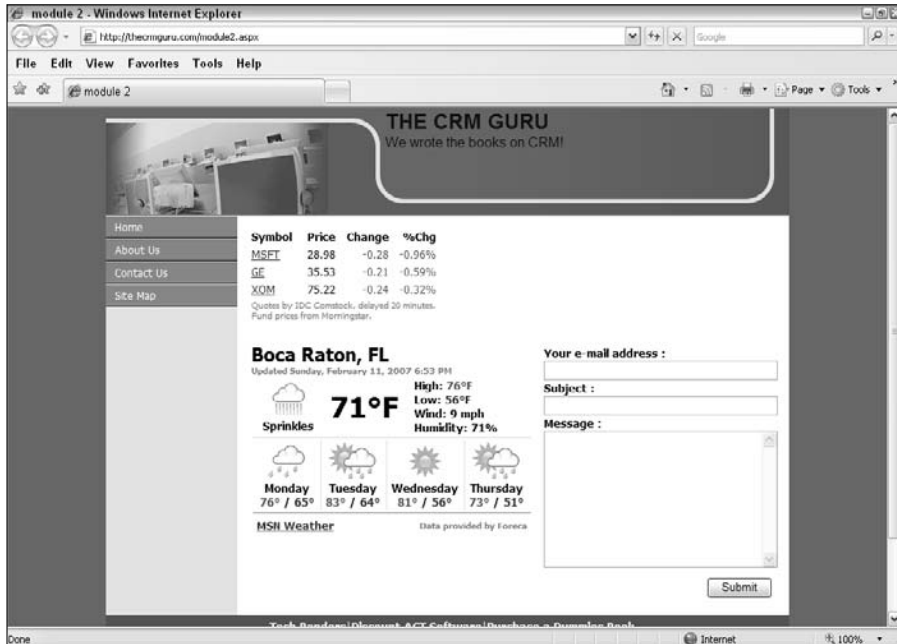 module 2 - Windows Internet Explorer
http://thecrmguru.com/module2.aspx
Google
File Edit View Favorites Tools Help
module 2
Page Tools
THE CRM GURU
We wrote the books on CRM!
Home
About Us
Contact Us
Site Map
Symbol Price Change %Chg
MSFT 28.98 -0.28 -0.96%
GE 35.53 -0.21 -0.59%
XOM 75.22 -0.24 -0.32%
Quotes by IDC Comstock, delayed 20 minutes.
Fund prices from Morningstar.
Boca Raton, FL
Updated Sunday, February 11, 2007 6:53 PM
Sprinkles
71°F
High: 76°F
Low: 56°F
Wind: 9 mph
Humidity: 71%
Monday Tuesday Wednesday Thursday
76° / 65° 83° / 64° 81° / 56° 73° / 51°
MSN Weather
Data provided by Foreca
Your e-mail address :
Subject :
Message :
Submit
Discount ACT Software|Purchase a Dummies Book
Done
Internet
100%